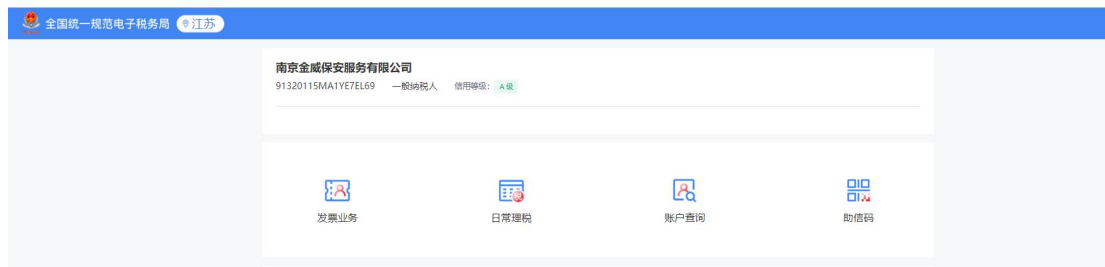 全国统一规范电子税务局 江苏
南京金威保安服务有限公司
91320115MA1YE7EL69 一般纳税人 信用等级: A级
发票业务 日常理税 账户查询 助信码